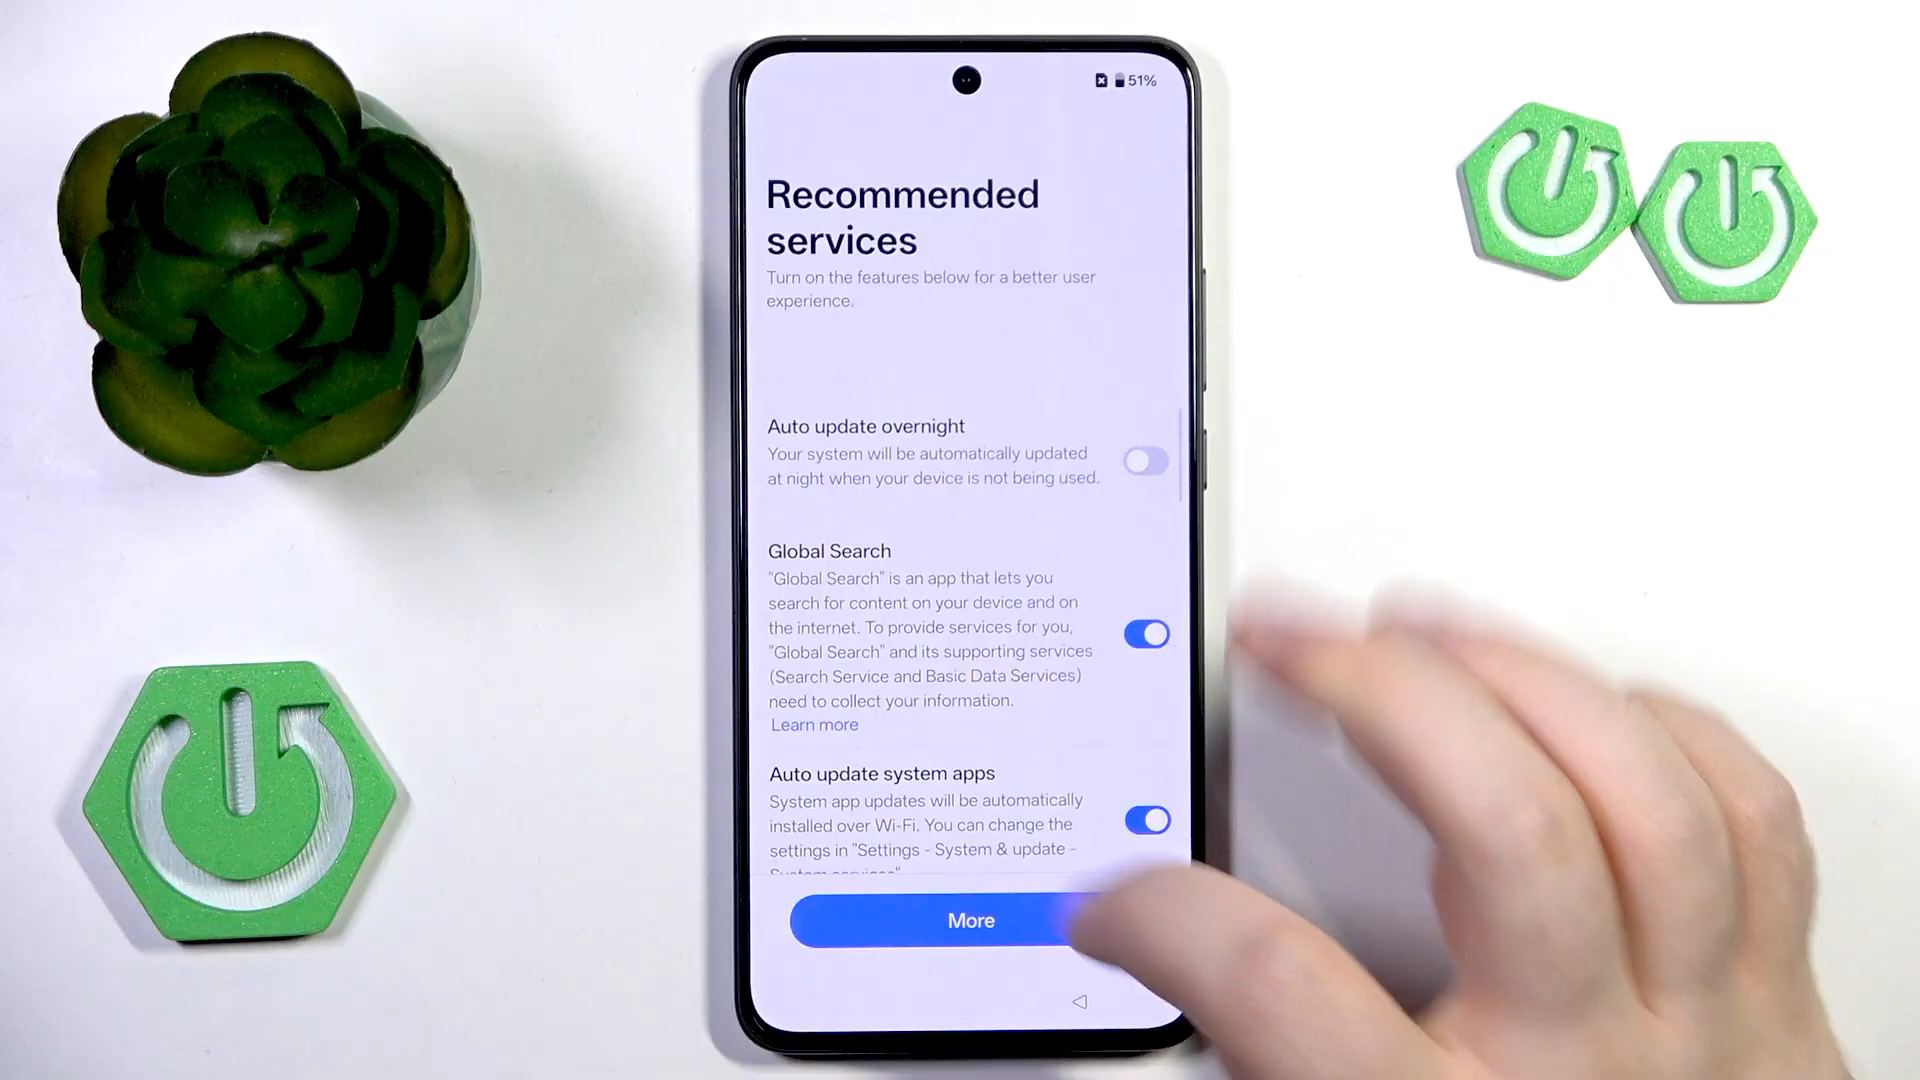 51%
Recommended
services
Turn on the features below for a better user
experience.
Auto update overnight
Your system will be automatically updated
at night when your device is not being used.
Global Search
"Global Search" is an app that lets you
search for content on your device and on
the internet. To provide services for you,
"Global Search" and its supporting services
(Search Service and Basic Data Services)
need to collect your information.
Learn more
Auto update system apps
System app updates will be automatically
installed over Wi-Fi. You can change the
settings in "Settings - System & update -
System services"
More